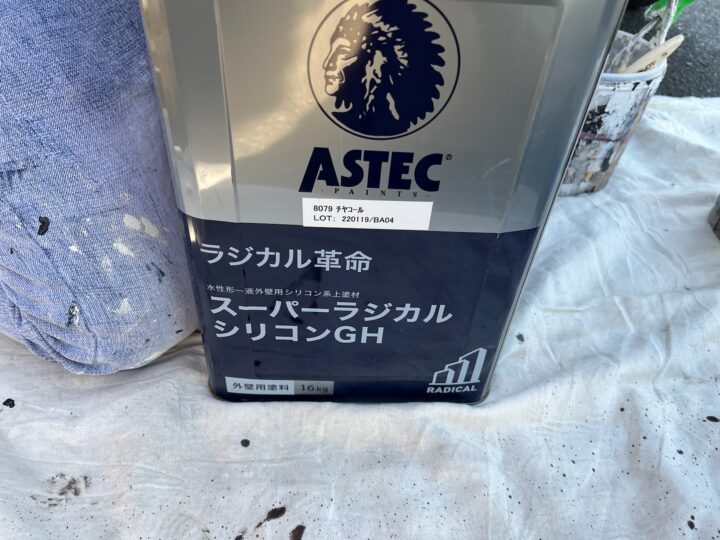 ASTEC®
· PAINTS ·
8079 チヤコール
LOT: 220119/BA04
ラジカル革命
水性形一液外壁用シリコン系上塗材
スーパーラジカル
シリコンGH
外壁用塗料 16kg
RADICAL